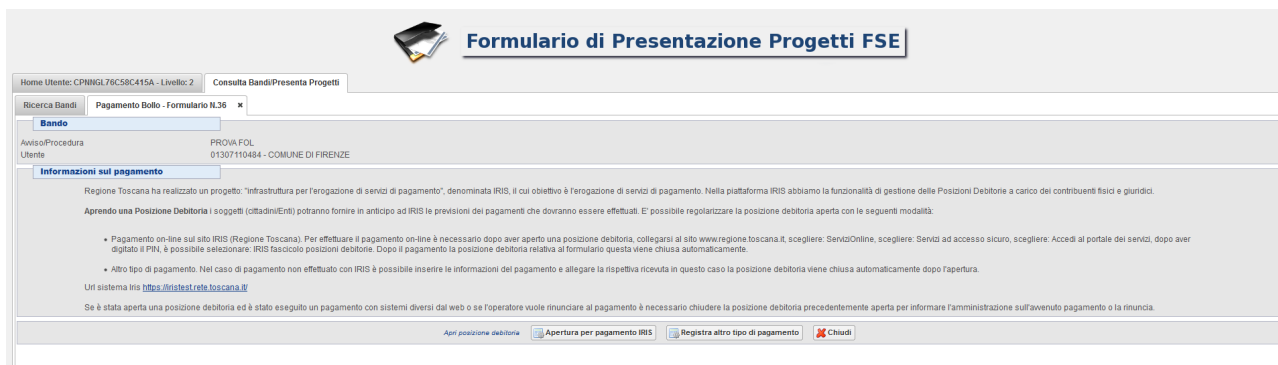 Formulario di Presentazione Progetti FSE
Home Utente: CPNNGL76C58C415A - Livello: 2 Consulta Bandi/Presenta Progetti
Ricerca Bandi Pagamento Bollo - Formulario N.36 ×
Bando
Avviso/Procedura PROVA FOL
Utente 01307110484 - COMUNE DI FIRENZE
Informazioni sul pagamento
Regione Toscana ha realizzato un progetto: "infrastruttura per l'erogazione di servizi di pagamento", denominata IRIS, il cui obiettivo è l'erogazione di servizi di pagamento. Nella piattaforma IRIS abbiamo la funzionalità di gestione delle Posizioni Debitorie a carico dei contribuenti fisici e giuridici.
Aprendo una Posizione Debitoria i soggetti (cittadini/Enti) potranno fornire in anticipo ad IRIS le previsioni dei pagamenti che dovranno essere effettuati. E' possibile regolarizzare la posizione debitoria aperta con le seguenti modalità:
• Pagamento on-line sul sito IRIS (Regione Toscana). Per effettuare il pagamento on-line è necessario dopo aver aperto una posizione debitoria, collegarsi al sito www.regione.toscana.it, scegliere: ServiziOnline, scegliere: Servizi ad accesso sicuro, scegliere: Accedi al portale dei servizi, dopo aver
digitato il PIN, è possibile selezionare: IRIS fascicolo posizioni debitorie. Dopo il pagamento la posizione debitoria relativa al formulario questa viene chiusa automaticamente.
• Altro tipo di pagamento. Nel caso di pagamento non effettuato con IRIS è possibile inserire le informazioni del pagamento e allegare la rispettiva ricevuta in questo caso la posizione debitoria viene chiusa automaticamente dopo l'apertura.
Url sistema Iris https://iristest.rete.toscana.it/
Se è stata aperta una posizione debitoria ed è stato eseguito un pagamento con sistemi diversi dal web o se l'operatore vuole rinunciare al pagamento è necessario chiudere la posizione debitoria precedentemente aperta per informare l'amministrazione sull'avvenuto pagamento o la rinuncia.
Apri posizione debitoria Apertura per pagamento IRIS Registra altro tipo di pagamento Chiudi